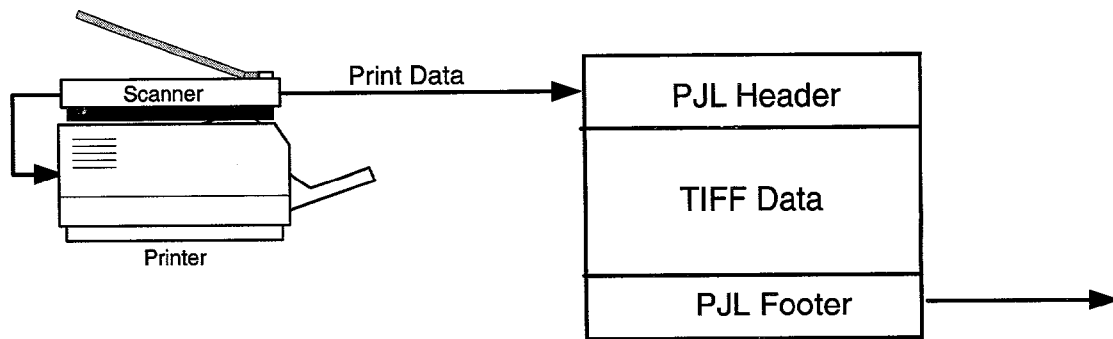 Scanner
Print Data
Printer
PJL Header
TIFF Data
PJL Footer